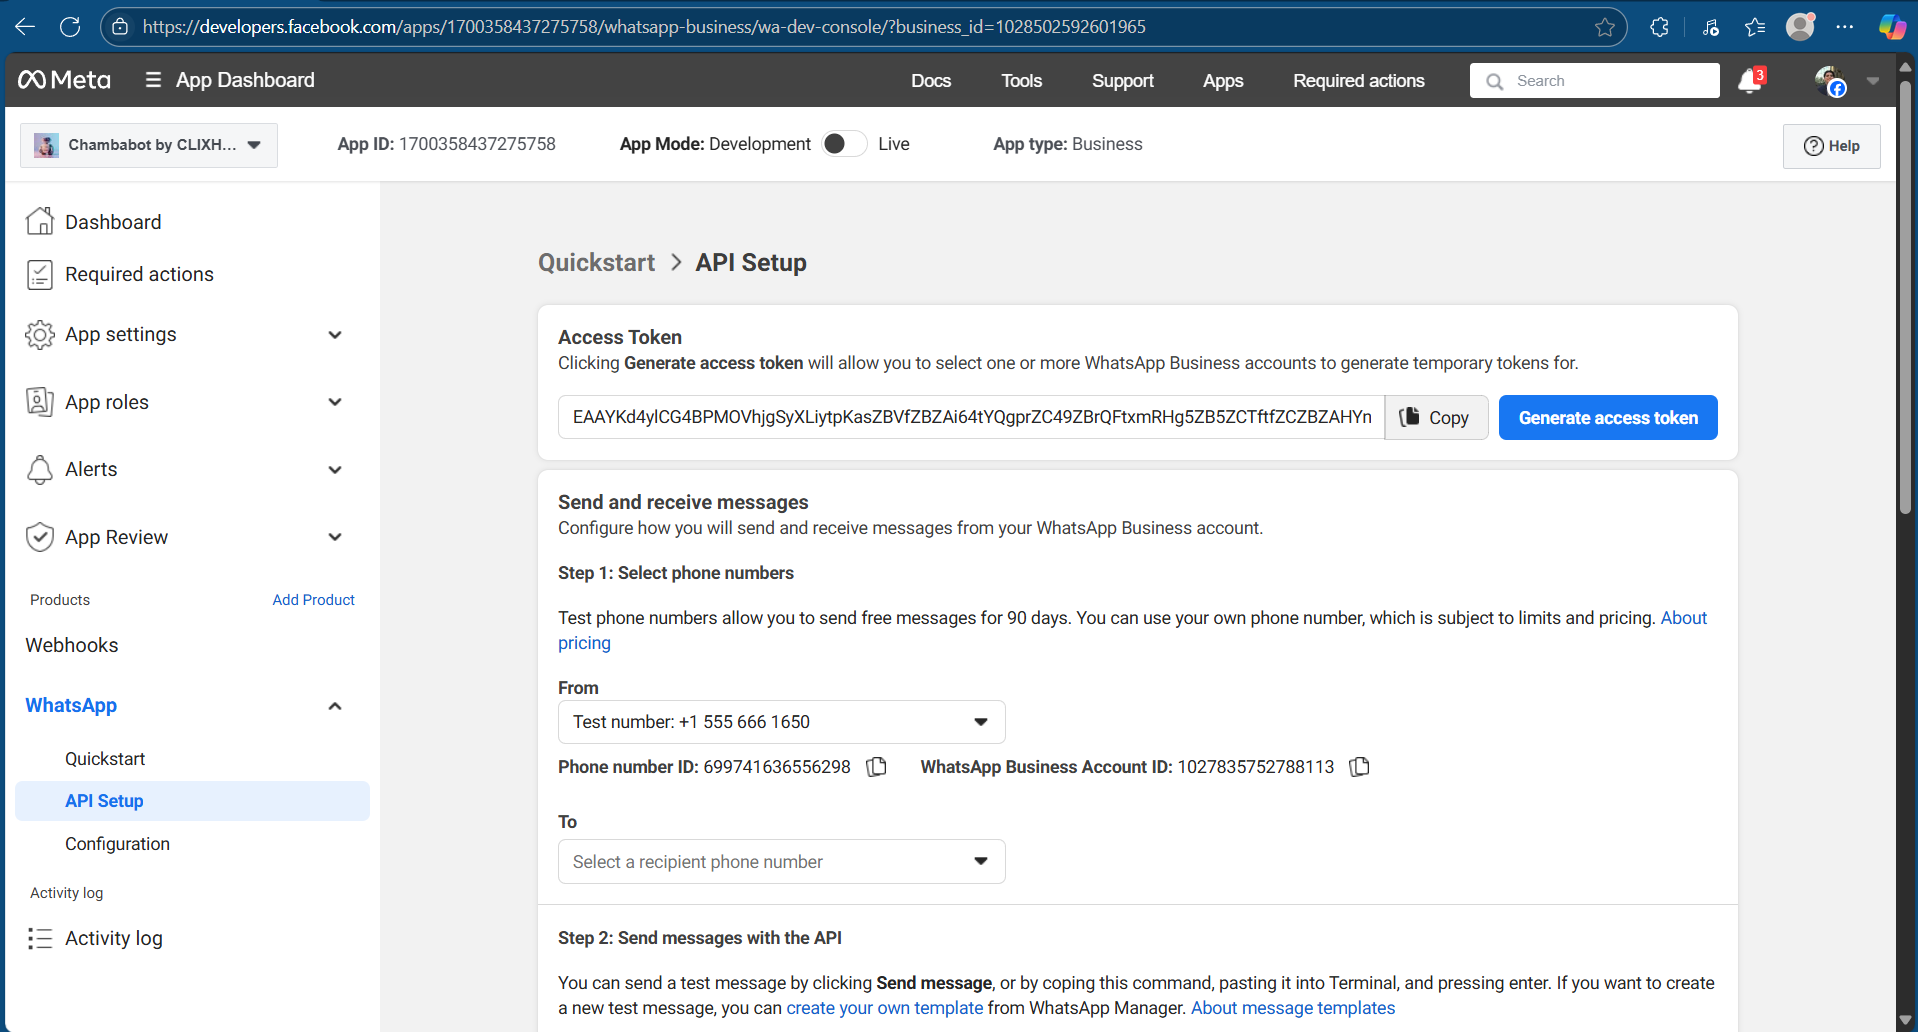 https://developers.facebook.com/apps/1700358437275758/whatsapp-business/wa-dev-console/?business_id=1028502592601965
Meta
App Dashboard
Docs
Tools
Support
Apps
Required actions
Search
3
Chambabot by CLIXH...
App ID: 1700358437275758
App Mode: Development
Live
App type: Business
Help
Dashboard
Required actions
App settings
App roles
Alerts
App Review
Products
Add Product
Webhooks
WhatsApp
Quickstart
API Setup
Configuration
Activity log
Activity log
Quickstart > API Setup
Access Token
Clicking Generate access token will allow you to select one or more WhatsApp Business accounts to generate temporary tokens for.
EAAYKd4ylCG4BPMOVhjgSyXLiytpKasZBVfZBZAi64tYQgprZC49ZBrQFtxmRHg5ZB5ZCTftfZCZBZAHYn
Copy
Generate access token
Send and receive messages
Configure how you will send and receive messages from your WhatsApp Business account.
Step 1: Select phone numbers
Test phone numbers allow you to send free messages for 90 days. You can use your own phone number, which is subject to limits and pricing. About
pricing
From
Test number: +1 555 666 1650
Phone number ID: 699741636556298
WhatsApp Business Account ID: 1027835752788113
To
Select a recipient phone number
Step 2: Send messages with the API
You can send a test message by clicking Send message, or by coping this command, pasting it into Terminal, and pressing enter. If you want to create
a new test message, you can create your own template from WhatsApp Manager. About message templates